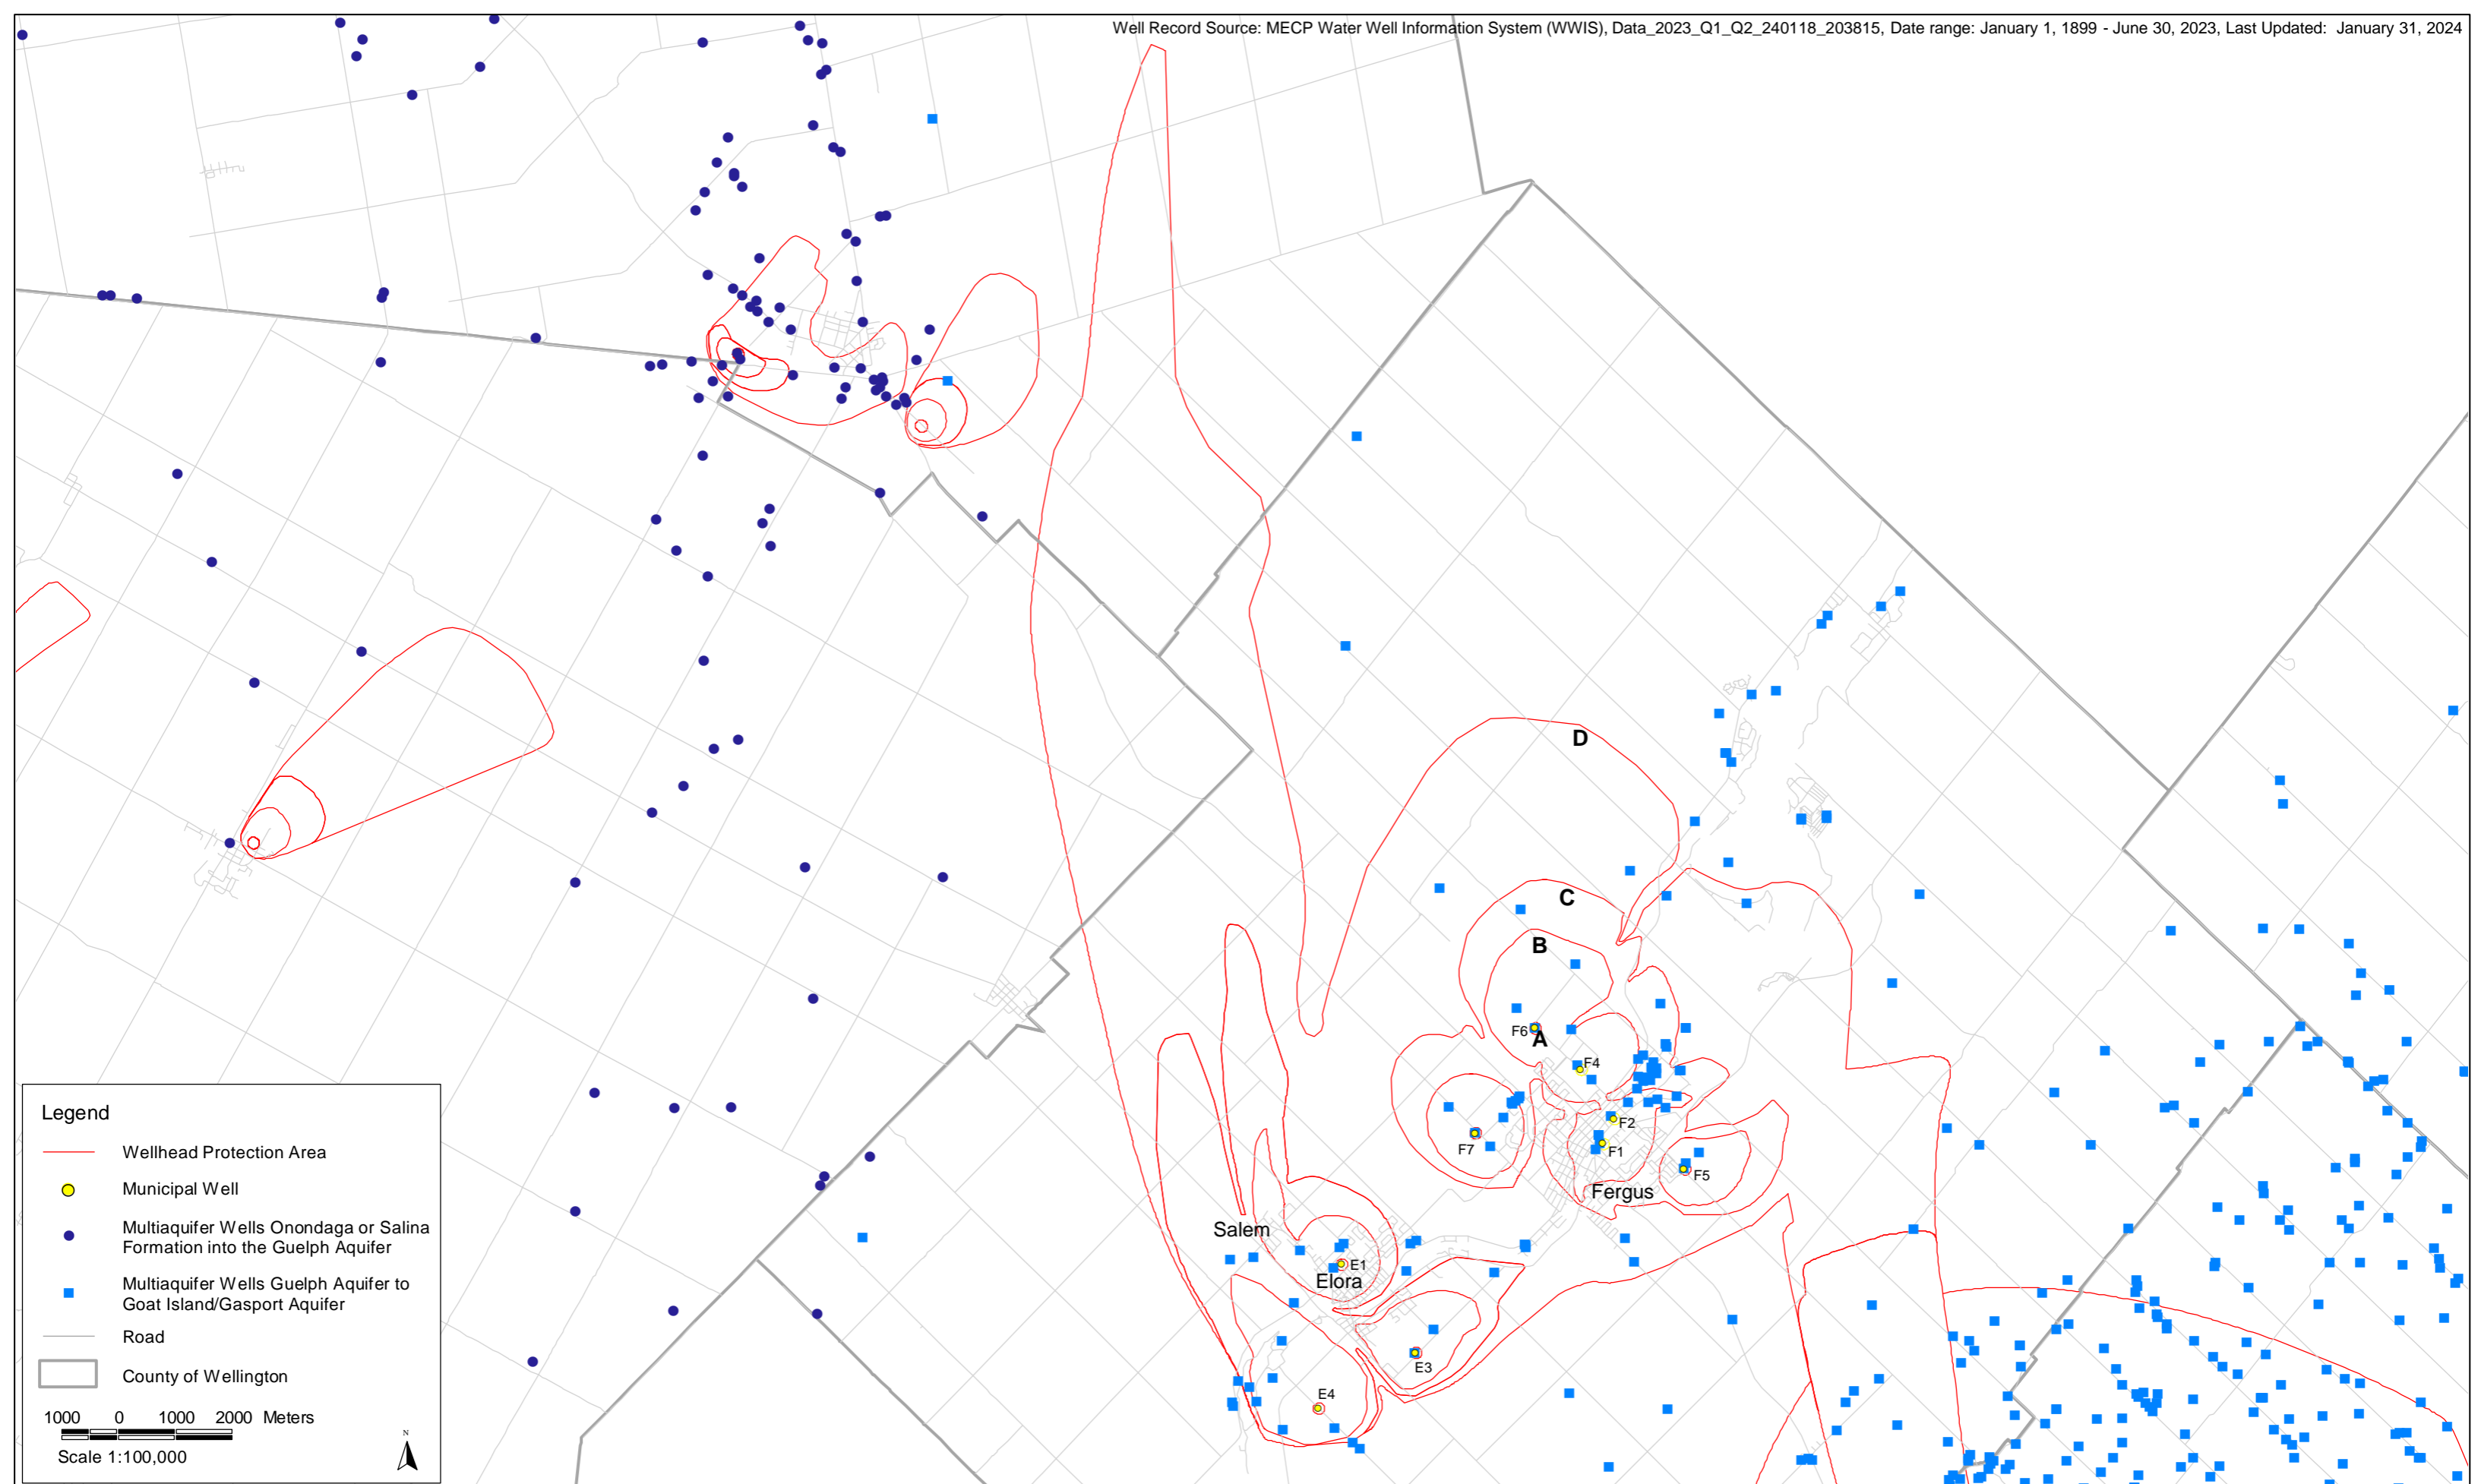 Well Record Source: MECP Water Well Information System (WWIS), Data_2023_Q1_Q2_240118_203815, Date range: January 1, 1899 - June 30, 2023, Last Updated: January 31, 2024
D
C
B
F6
A
F4
F2
F7
F1
F5
Fergus
Salem
E1
Elora
E3
E4
Legend
Wellhead Protection Area
Municipal Well
Multiaquifer Wells Onondaga or Salina
Formation into the Guelph Aquifer
Multiaquifer Wells Guelph Aquifer to
Goat Island/Gasport Aquifer
Road
County of Wellington
1000 0 1000 2000 Meters
Scale 1:100,000
N